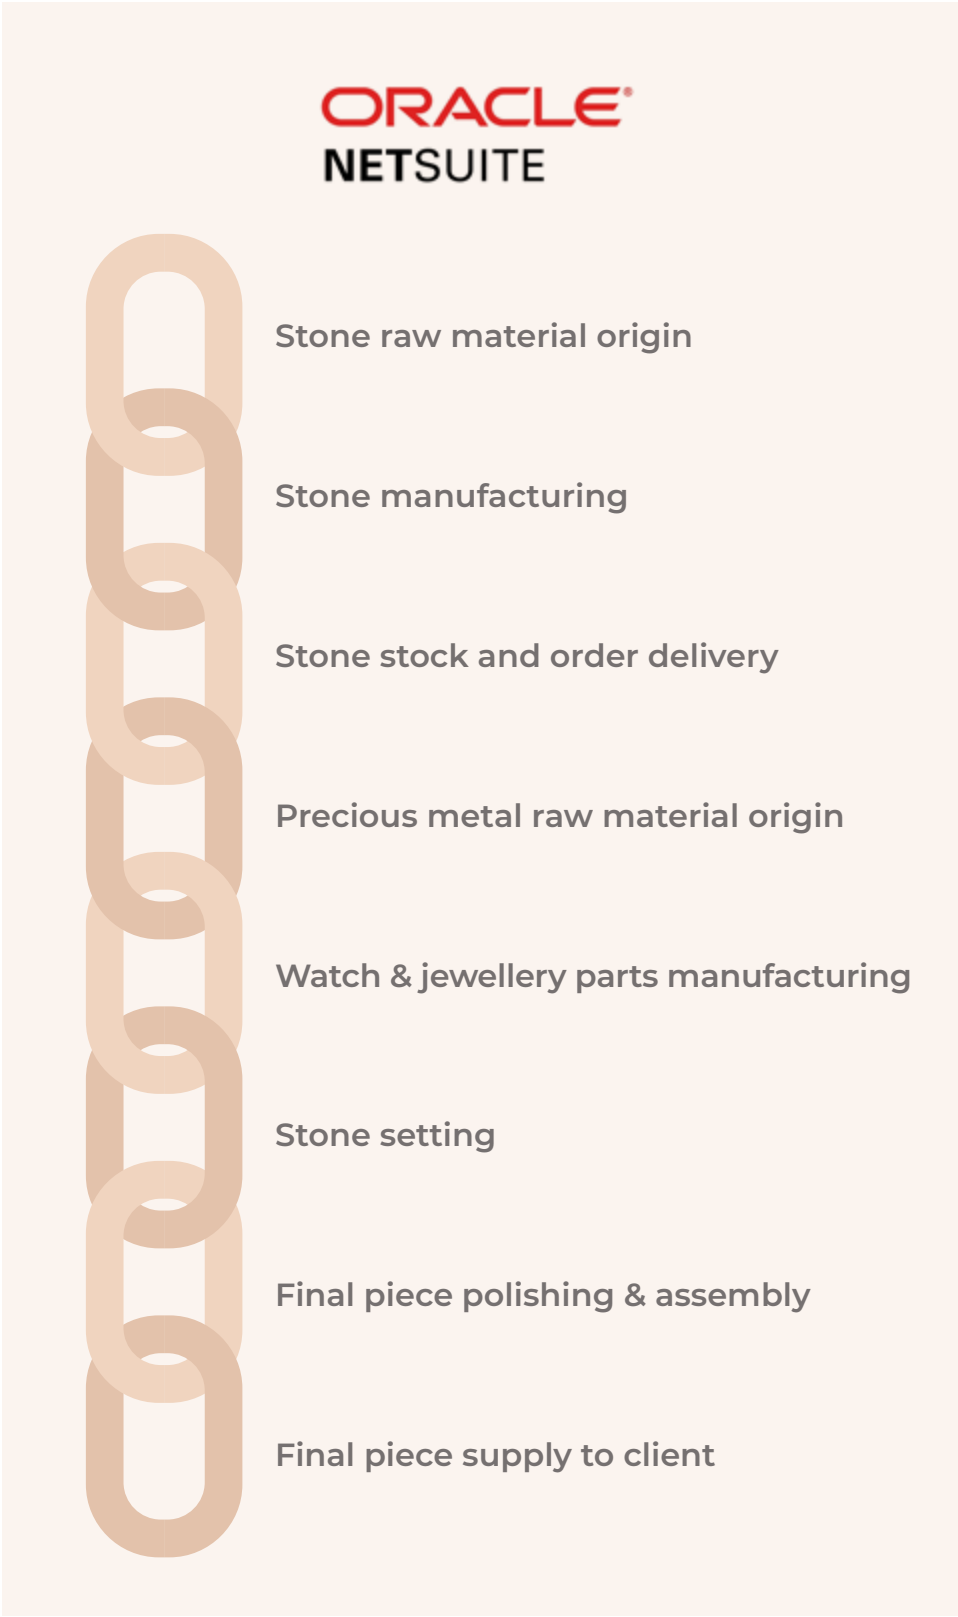 ORACLE®
NETSUITE
Stone raw material origin
Stone manufacturing
Stone stock and order delivery
Precious metal raw material origin
Watch & jewellery parts manufacturing
Stone setting
Final piece polishing & assembly
Final piece supply to client